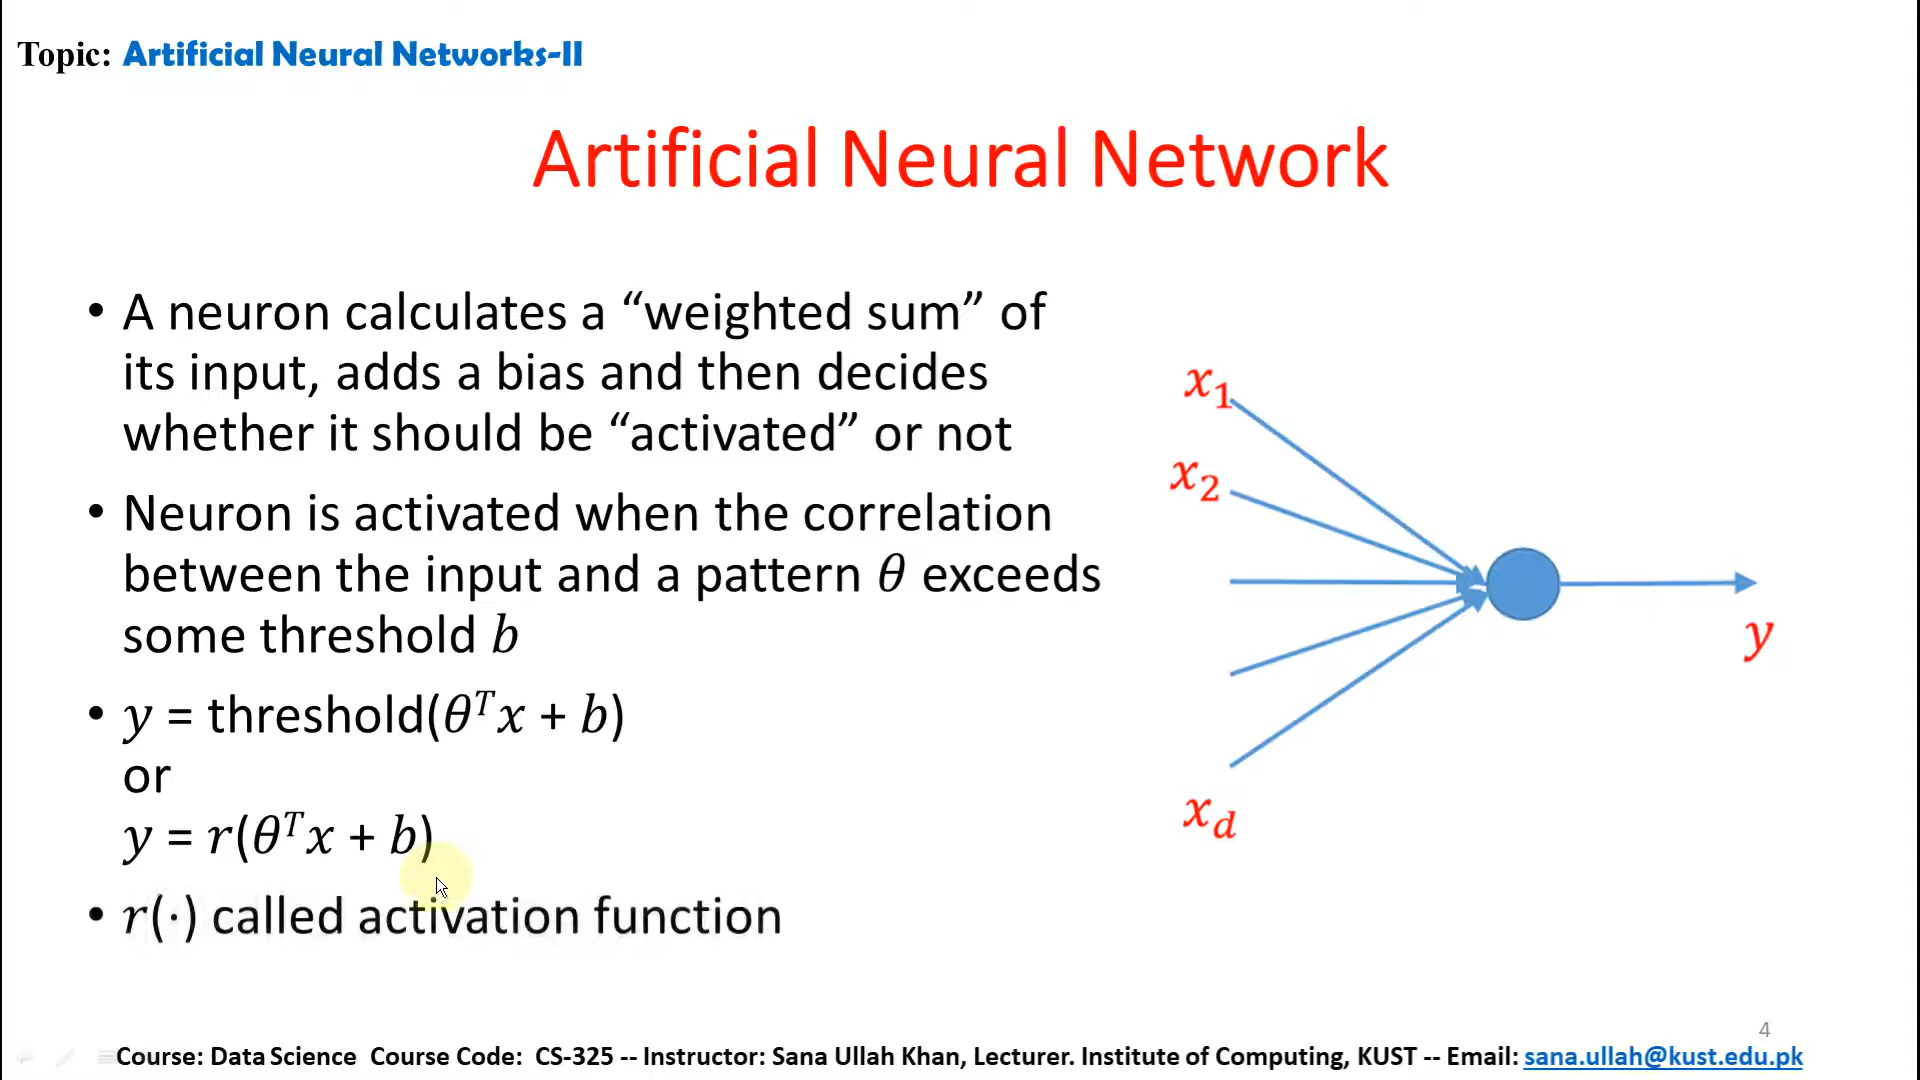 Topic: Artificial Neural Networks-II
Artificial Neural Network
• A neuron calculates a “weighted sum” of
its input, adds a bias and then decides
whether it should be “activated” or not
• Neuron is activated when the correlation
between the input and a pattern θ exceeds
some threshold b
• y = threshold(θᵀx + b)
or
y = r(θᵀx + b)
• r(·) called activation function
x₁
x₂
x_d
y
4
Course: Data Science Course Code: CS-325 -- Instructor: Sana Ullah Khan, Lecturer. Institute of Computing, KUST -- Email: sana.ullah@kust.edu.pk